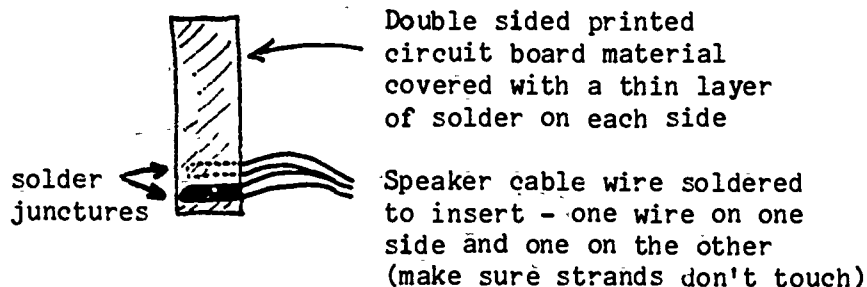 Double sided printed
circuit board material
covered with a thin layer
of solder on each side
solder
junctures
Speaker cable wire soldered
to insert - one wire on one
side and one on the other
(make sure strands don't touch)